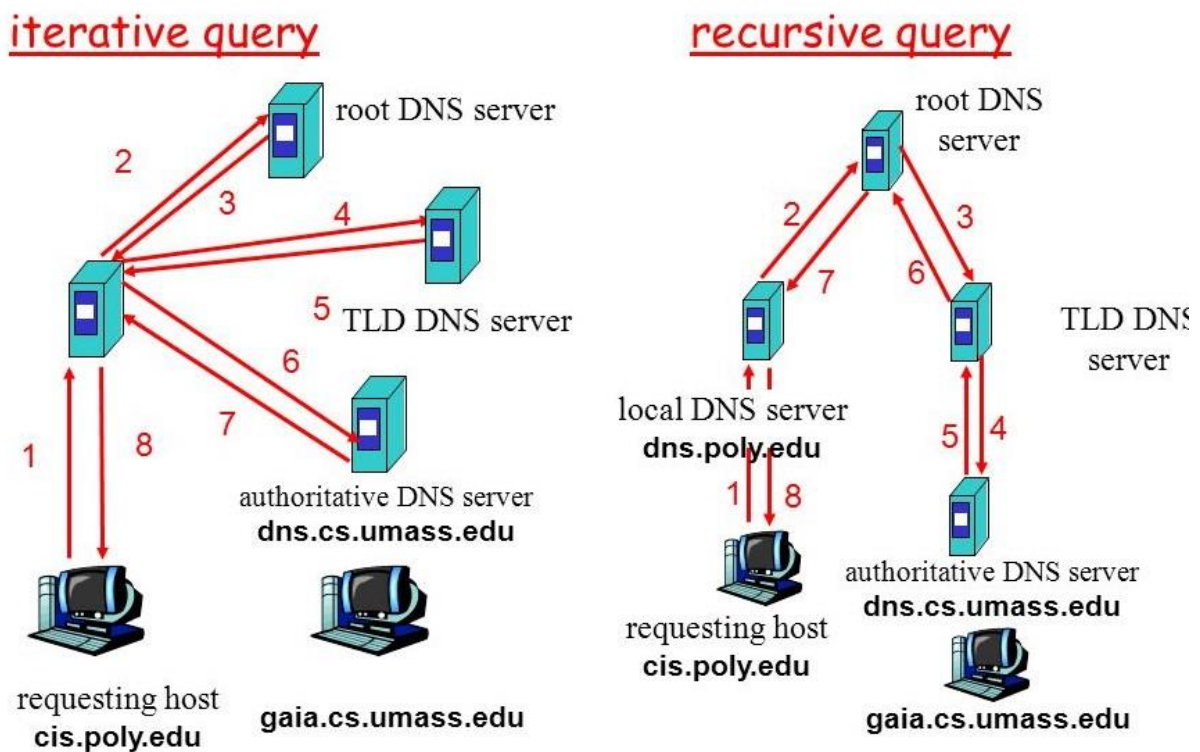 iterative query
root DNS server
2
3
4
5
TLD DNS server
6
7
1
8
authoritative DNS server
dns.cs.umass.edu
requesting host
cis.poly.edu
gaia.cs.umass.edu
recursive query
root DNS
server
2
3
7
6
TLD DNS
server
local DNS server
dns.poly.edu
5
4
1
8
authoritative DNS server
dns.cs.umass.edu
requesting host
cis.poly.edu
gaia.cs.umass.edu